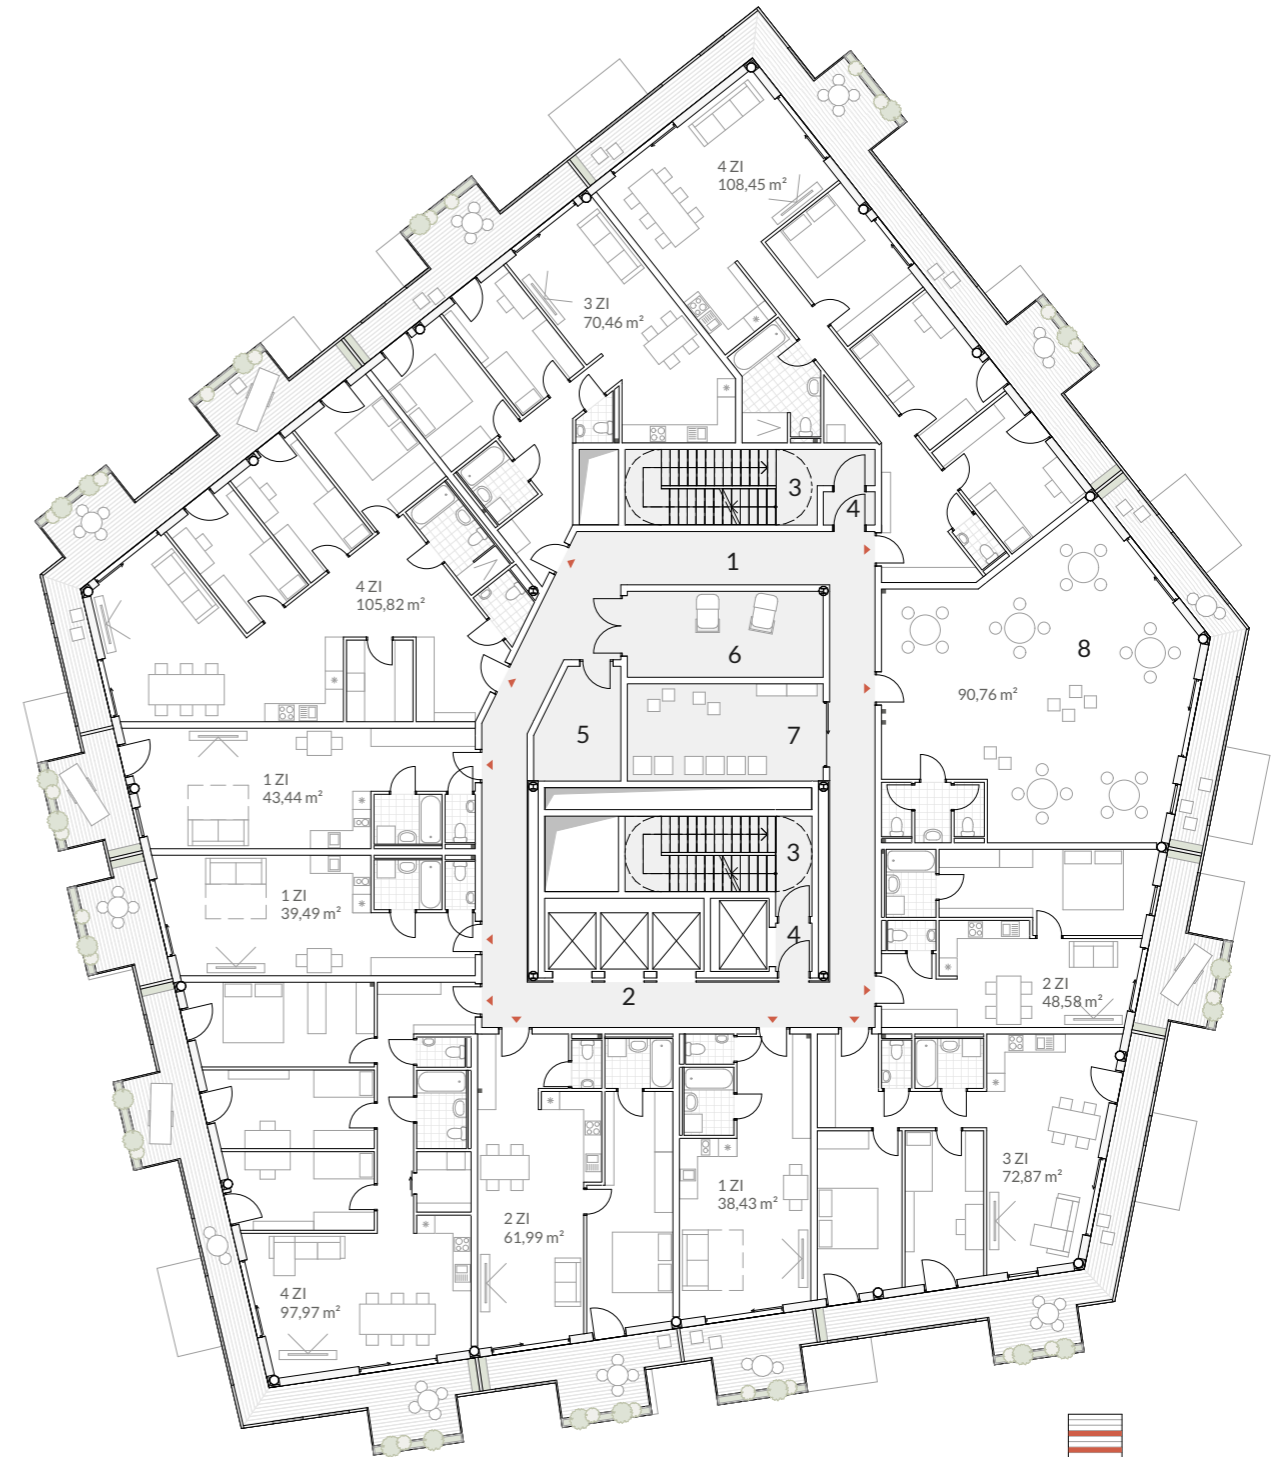 4 ZI
108,45 m²
3 ZI
70,46 m²
3
4
1
4 ZI
105,82 m²
6
8
90,76 m²
5
7
1 ZI
43,44 m²
3
1 ZI
39,49 m²
4
2
2 ZI
48,58 m²
3 ZI
72,87 m²
1 ZI
38,43 m²
2 ZI
61,99 m²
4 ZI
97,97 m²